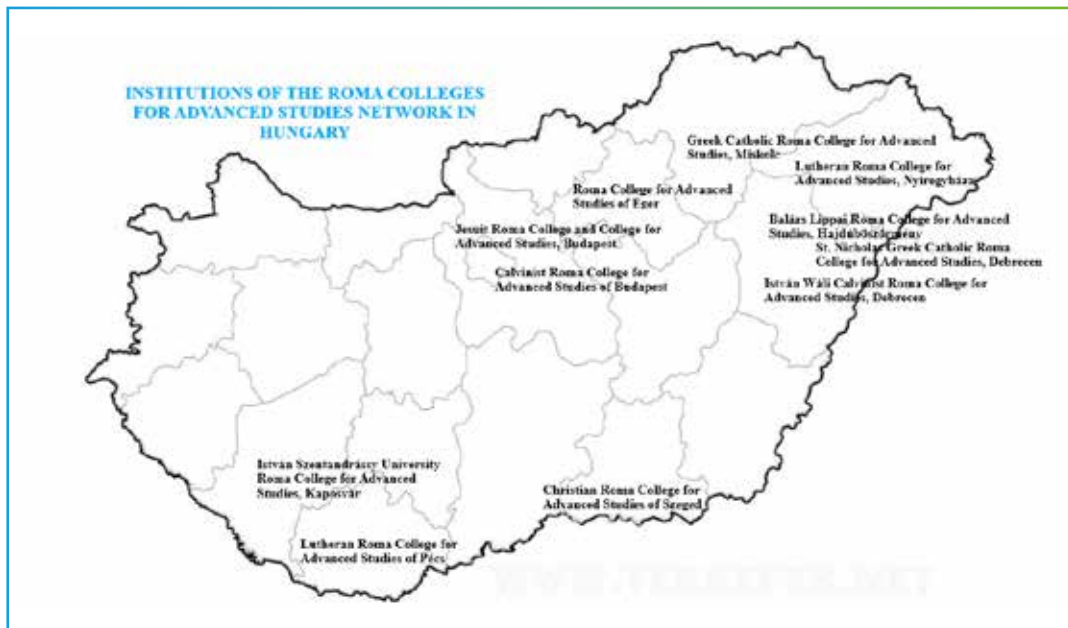 INSTITUTIONS OF THE ROMA COLLEGES
FOR ADVANCED STUDIES NETWORK IN
HUNGARY
Greek Catholic Roma College for Advanced
Studies, Miskolc
Lutheran Roma College for
Advanced Studies, Nyíregyháza
Roma College for Advanced
Studies of Eger
Balázs Lippai Roma College for Advanced
Studies, Hajdúböszörmény
St. Nicholas Greek Catholic Roma
College for Advanced Studies, Debrecen
Jesuit Roma College and College for
Advanced Studies, Budapest
Calvinist Roma College for
Advanced Studies of Budapest
István Wáli Calvinist Roma College for
Advanced Studies, Debrecen
István Szentandrássy University
Roma College for Advanced
Studies, Kaposvár
Christian Roma College for
Advanced Studies of Szeged
Lutheran Roma College for
Advanced Studies of Pécs